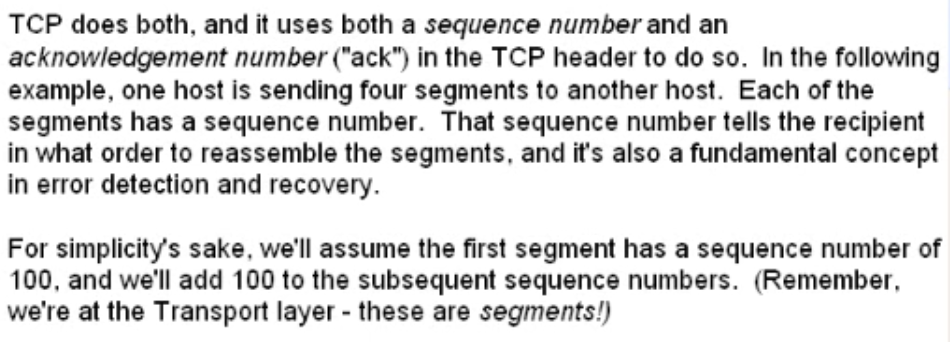 TCP does both, and it uses both a sequence number and an
acknowledgement number ("ack") in the TCP header to do so.  In the following
example, one host is sending four segments to another host.  Each of the
segments has a sequence number.  That sequence number tells the recipient
in what order to reassemble the segments, and it's also a fundamental concept
in error detection and recovery.
For simplicity's sake, we'll assume the first segment has a sequence number of
100, and we'll add 100 to the subsequent sequence numbers.  (Remember,
we're at the Transport layer - these are segments!)